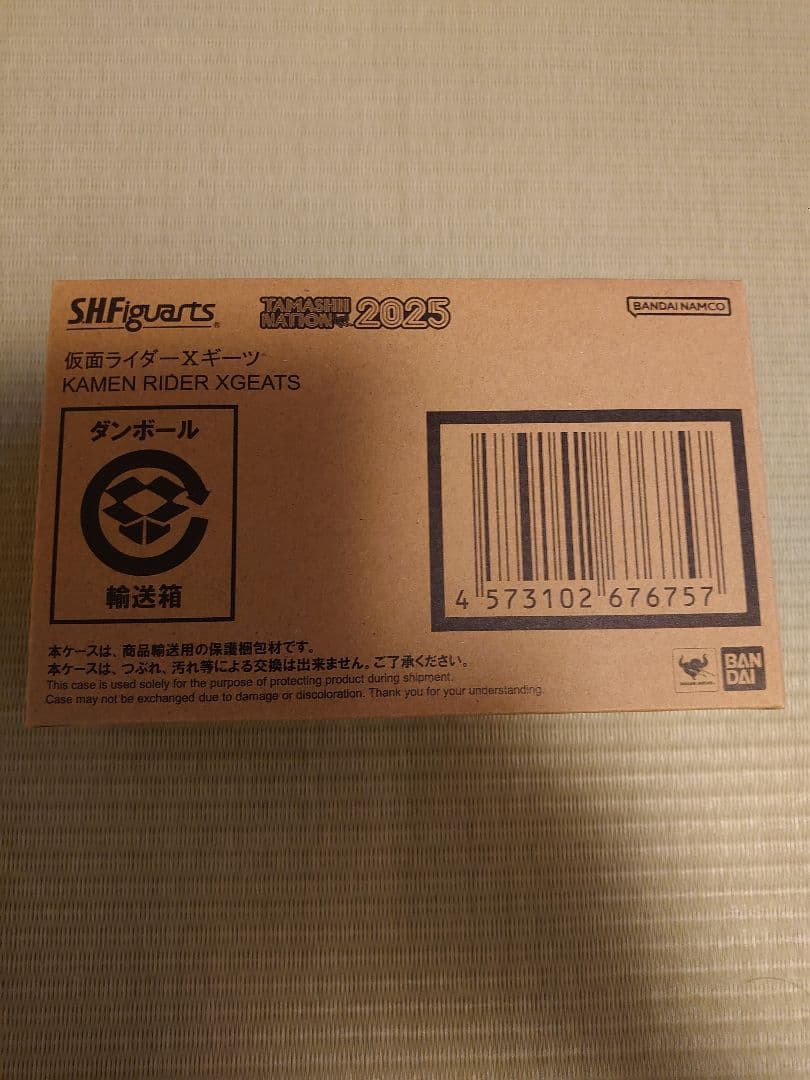 S.H.Figuarts
TAMASHII NATION 2025
BANDAI NAMCO
仮面ライダーXギーツ
KAMEN RIDER XGEATS
ダンボール
輸送箱
4 573102 676757
本ケースは、商品輸送用の保護梱包材です。
本ケースは、つぶれ、汚れ等による交換は出来ません。ご了承ください。
This case is used solely for the purpose of protecting product during shipment.
Case may not be exchanged due to damage or discoloration. Thank you for your understanding.
BAN
DAI